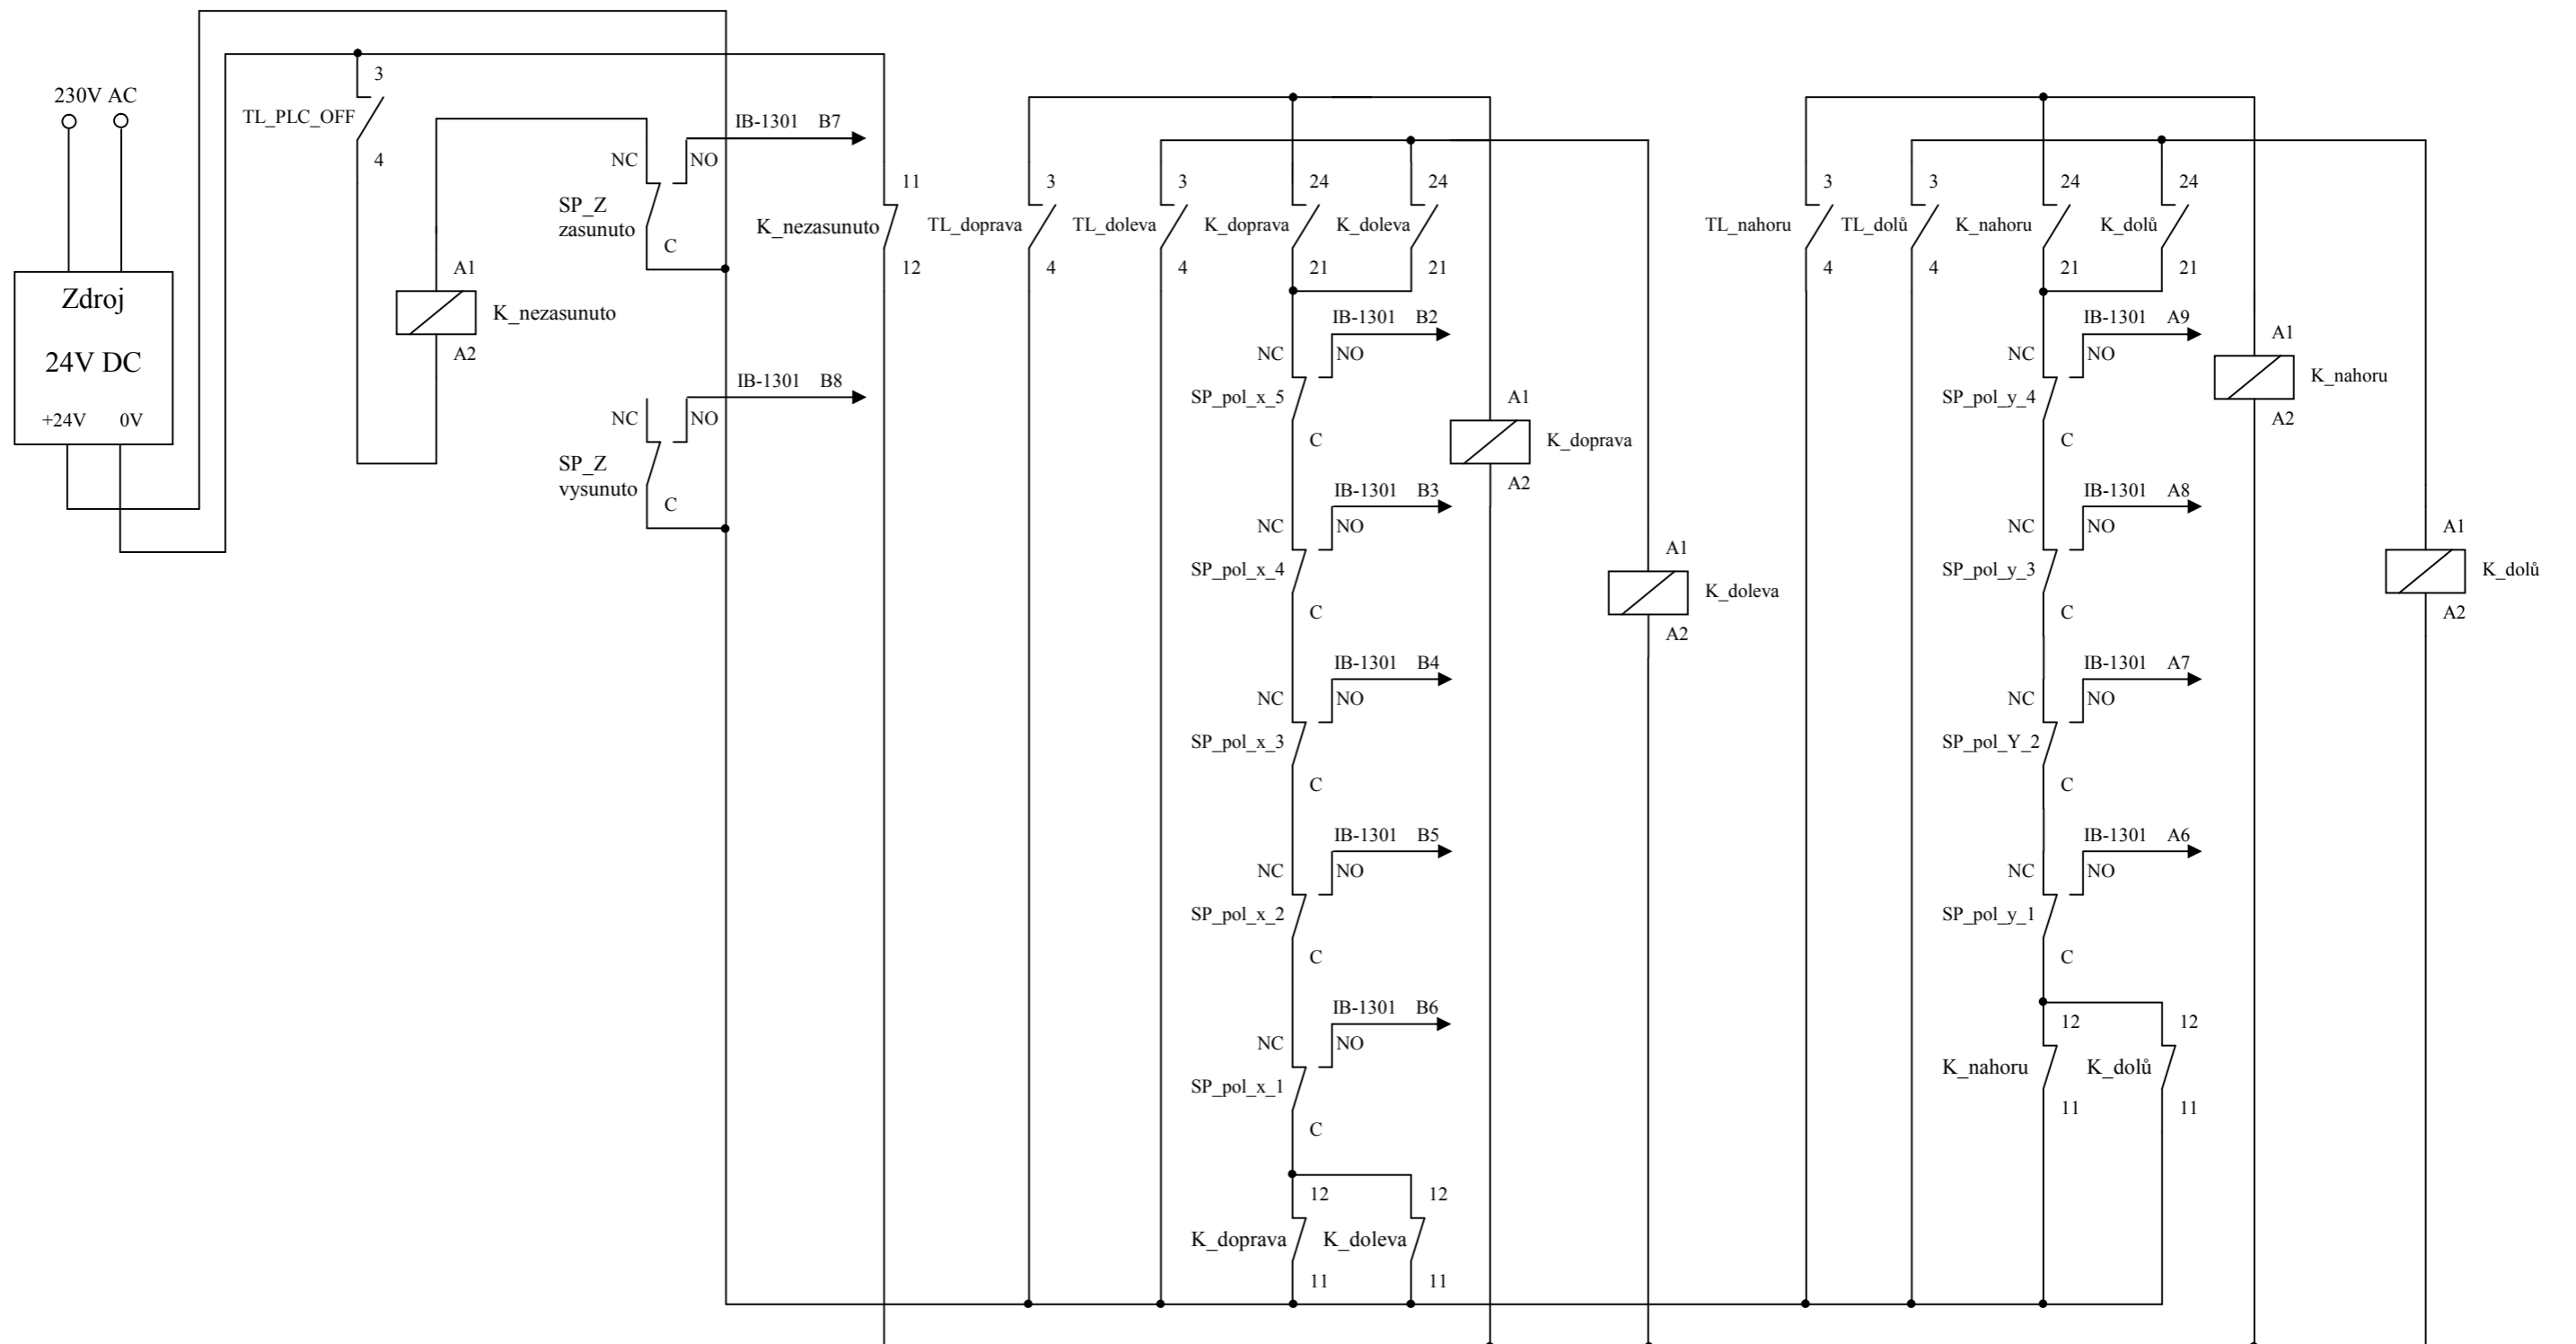 230V AC
Zdroj
24V DC
+24V 0V
3
TL_PLC_OFF
4
A1
K_nezasunuto
A2
IB-1301 B7
NC NO
SP_Z
zasunuto
C
IB-1301 B8
NC NO
SP_Z
vysunuto
C
11
K_nezasunuto
12
3
TL_doprava
4
3
TL_doleva
4
24
K_doprava
21
24
K_doleva
21
IB-1301 B2
NC NO
SP_pol_x_5
C
IB-1301 B3
NC NO
SP_pol_x_4
C
IB-1301 B4
NC NO
SP_pol_x_3
C
IB-1301 B5
NC NO
SP_pol_x_2
C
IB-1301 B6
NC NO
SP_pol_x_1
C
12
K_doprava
11
12
K_doleva
11
A1
K_doprava
A2
A1
K_doleva
A2
3
TL_nahoru
4
3
TL_dolů
4
24
K_nahoru
21
24
K_dolů
21
IB-1301 A9
NC NO
SP_pol_y_4
C
IB-1301 A8
NC NO
SP_pol_y_3
C
IB-1301 A7
NC NO
SP_pol_Y_2
C
IB-1301 A6
NC NO
SP_pol_y_1
C
12
K_nahoru
11
12
K_dolů
11
A1
K_nahoru
A2
A1
K_dolů
A2